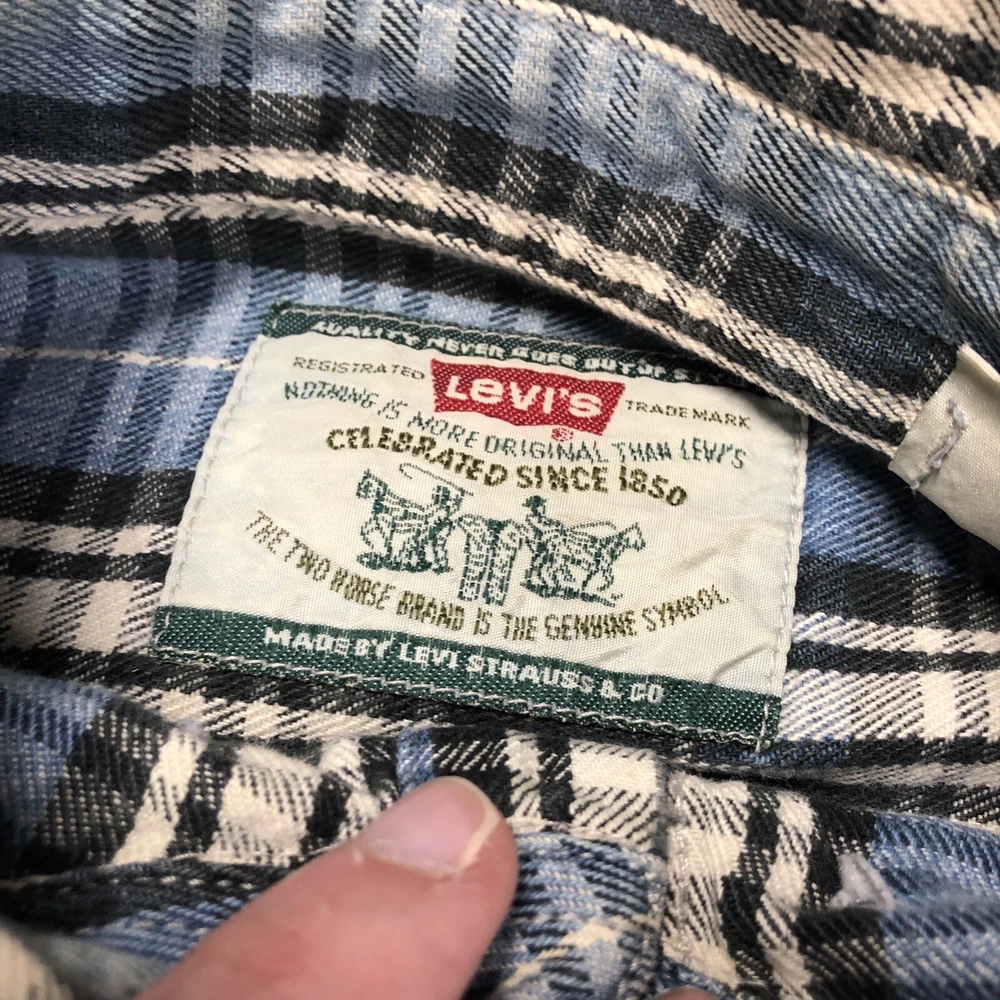 QUALITY NEVER GOES OUT OF STYLE
REGISTRATED LEVI'S ® TRADE MARK
NOTHING IS MORE ORIGINAL THAN LEVI'S
CELEBRATED SINCE 1850
THE TWO HORSE BRAND IS THE GENUINE SYMBOL
MADE BY LEVI STRAUSS & CO